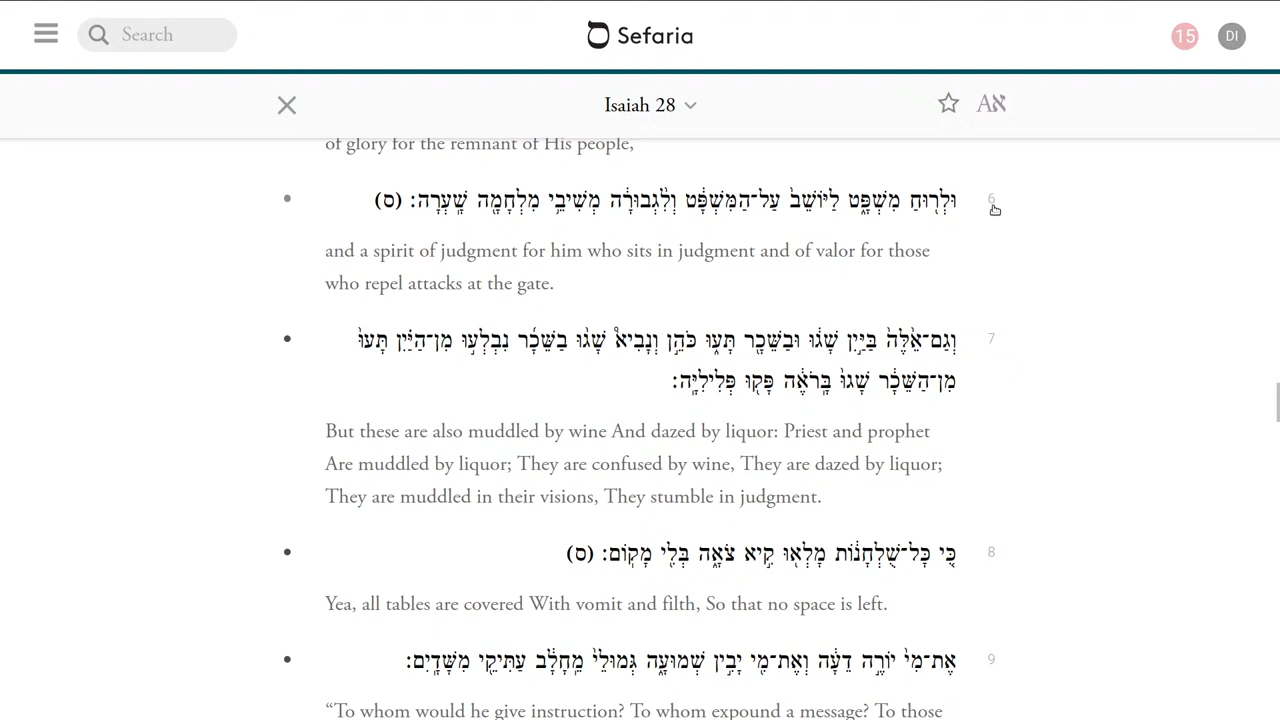 Search
Sefaria
15
DI
Isaiah 28
of glory for the remnant of His people,
6
וּלְר֖וּחַ מִשְׁפָּ֑ט לַיּוֹשֵׁב֙ עַל־הַמִּשְׁפָּ֔ט וְלִ֨גְבוּרָ֔ה מְשִׁיבֵ֥י מִלְחָמָ֖ה שָֽׁעְרָה׃ (ס)
and a spirit of judgment for him who sits in judgment and of valor for those
who repel attacks at the gate.
7
וְגַם־אֵ֙לֶּה֙ בַּיַּ֣יִן שָׁג֔וּ וּבַשֵּׁכָ֖ר תָּע֑וּ כֹּהֵ֣ן וְנָבִיא֩ שָׁג֨וּ בַשֵּׁכָ֜ר נִבְלְע֣וּ מִן־הַיַּ֗יִן תָּעוּ֙
מִן־הַשֵּׁכָ֔ר שָׁגוּ֙ בָּֽרֹאֶ֔ה פָּק֖וּ פְּלִילִיָּֽה׃
But these are also muddled by wine And dazed by liquor: Priest and prophet
Are muddled by liquor; They are confused by wine, They are dazed by liquor;
They are muddled in their visions, They stumble in judgment.
8
כִּ֚י כׇּל־שֻׁלְחָנ֔וֹת מָלְא֖וּ קִ֣יא צֹאָ֑ה בְּלִ֖י מָקֽוֹם׃ (ס)
Yea, all tables are covered With vomit and filth, So that no space is left.
9
אֶת־מִי֙ יוֹרֶ֣ה דֵעָ֔ה וְאֶת־מִ֖י יָבִ֣ין שְׁמוּעָ֑ה גְּמוּלֵי֙ מֵֽחָלָ֔ב עַתִּיקֵ֖י מִשָּׁדָֽיִם׃
“To whom would he give instruction? To whom expound a message? To those